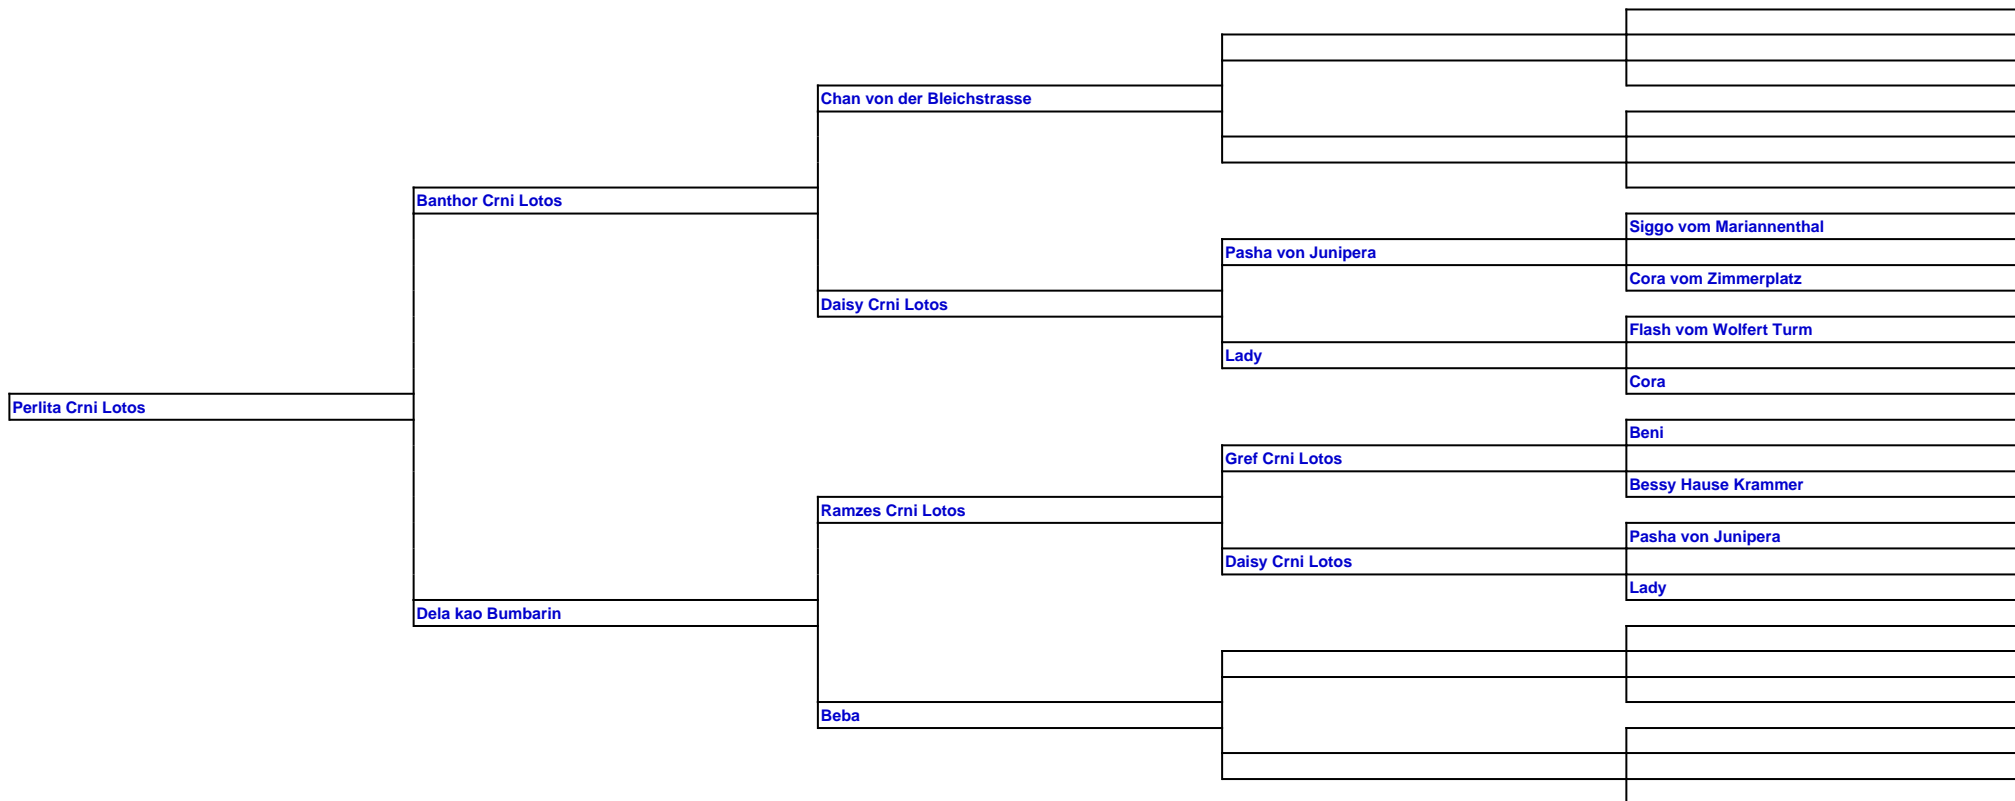 Chan von der Bleichstrasse
Banthor Crni Lotos
Siggo vom Mariannenthal
Pasha von Junipera
Cora vom Zimmerplatz
Daisy Crni Lotos
Flash vom Wolfert Turm
Lady
Cora
Perlita Crni Lotos
Beni
Gref Crni Lotos
Bessy Hause Krammer
Ramzes Crni Lotos
Pasha von Junipera
Daisy Crni Lotos
Lady
Dela kao Bumbarin
Beba